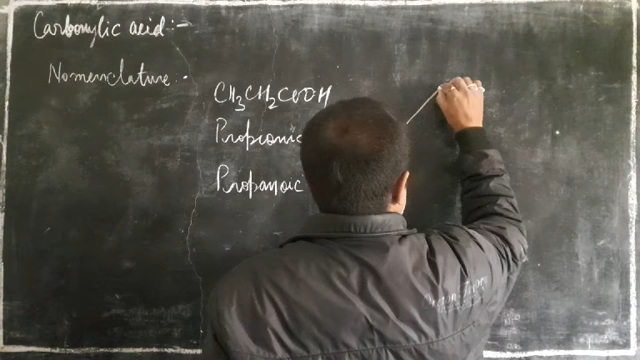 Carboxylic acid:-
Nomenclature:-
CH3CH2COOH
Propionic
Propanoic